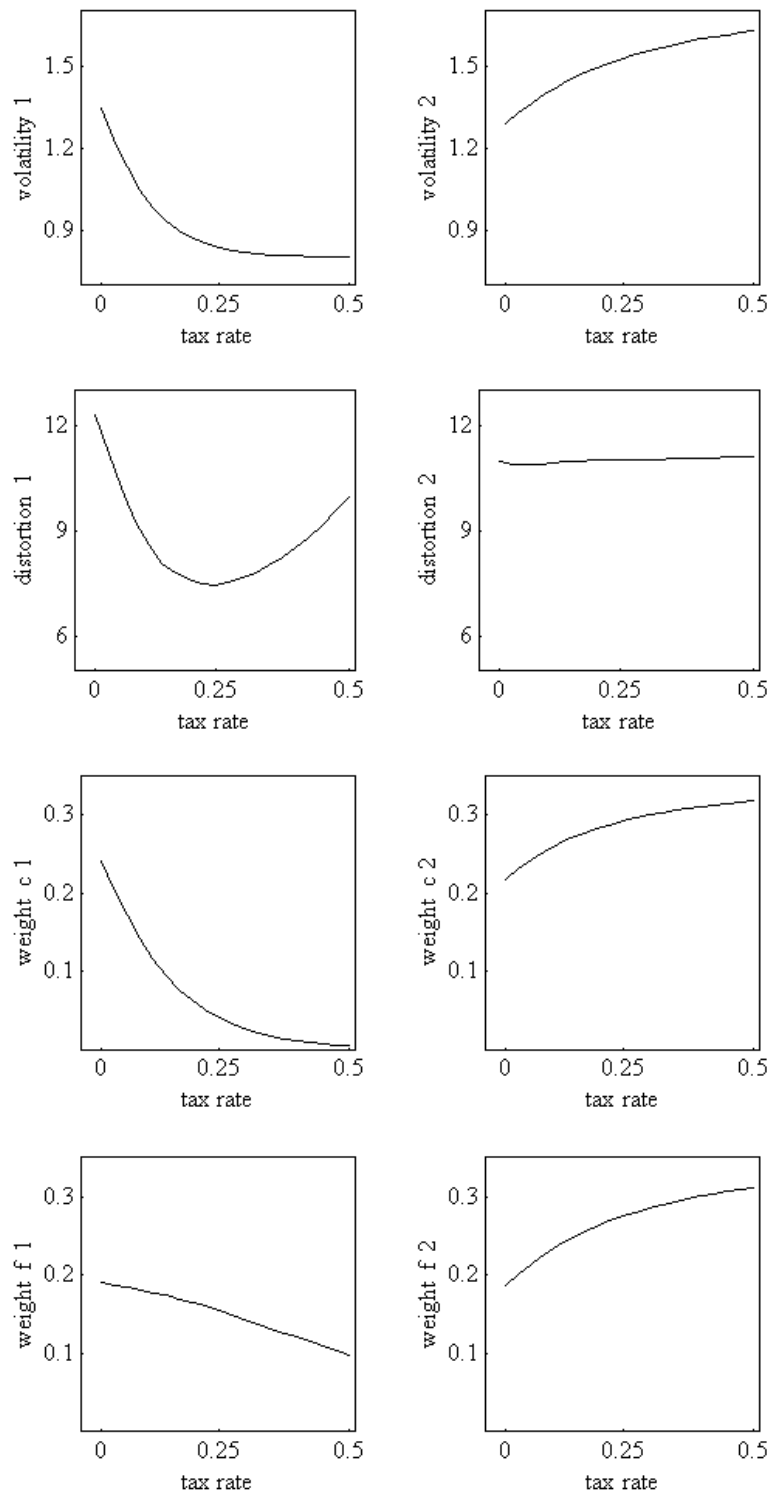 volatility 1
1.5
1.2
0.9
0 0.25 0.5
tax rate
volatility 2
1.5
1.2
0.9
0 0.25 0.5
tax rate
distortion 1
12
9
6
0 0.25 0.5
tax rate
distortion 2
12
9
6
0 0.25 0.5
tax rate
weight c 1
0.3
0.2
0.1
0 0.25 0.5
tax rate
weight c 2
0.3
0.2
0.1
0 0.25 0.5
tax rate
weight f 1
0.3
0.2
0.1
0 0.25 0.5
tax rate
weight f 2
0.3
0.2
0.1
0 0.25 0.5
tax rate